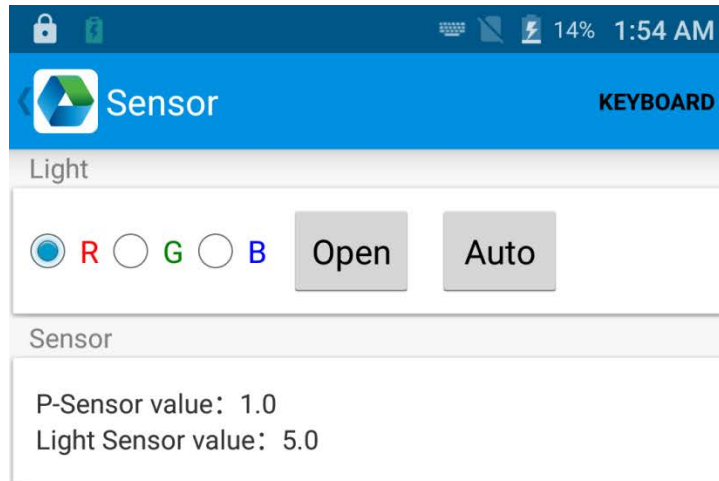 14% 1:54 AM
Sensor KEYBOARD
Light
R G B Open Auto
Sensor
P-Sensor value：1.0
Light Sensor value：5.0